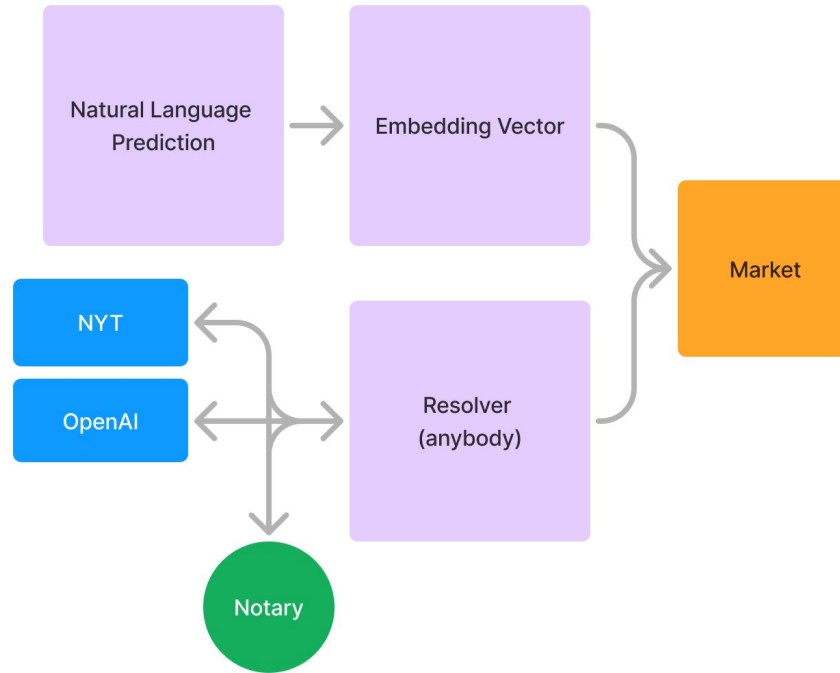 Natural Language
Prediction
Embedding Vector
Market
NYT
OpenAI
Resolver
(anybody)
Notary